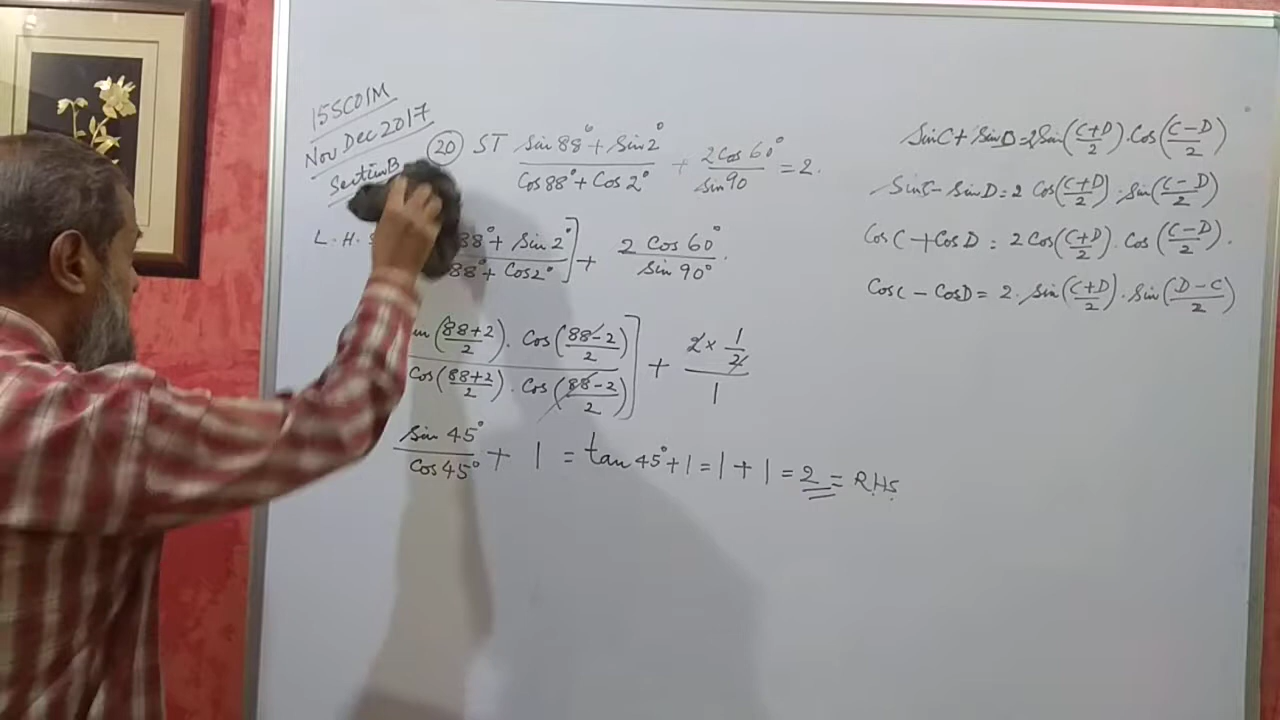 15SC01M
Nov Dec 2017
Section B
(20) ST (Sin 88° + Sin 2°)/(Cos 88° + Cos 2°) + (2 Cos 60°)/(Sin 90) = 2.
L. H. 88° + Sin 2°]/88° + Cos 2°] + (2 Cos 60°)/(Sin 90°).
((88+2)/2) . Cos((88-2)/2)]/Cos((88+2)/2) . Cos((88-2)/2)] + (2 × 1/2)/1
(Sin 45°)/(Cos 45°) + 1 = tan 45° + 1 = 1 + 1 = 2 = RHS
Sin C + Sin D = 2 Sin((C+D)/2) . Cos((C-D)/2)
Sin C - Sin D = 2 Cos((C+D)/2) . Sin((C-D)/2)
Cos C + Cos D = 2 Cos((C+D)/2) . Cos((C-D)/2).
Cos C - Cos D = 2 . Sin((C+D)/2) . Sin((D-C)/2)